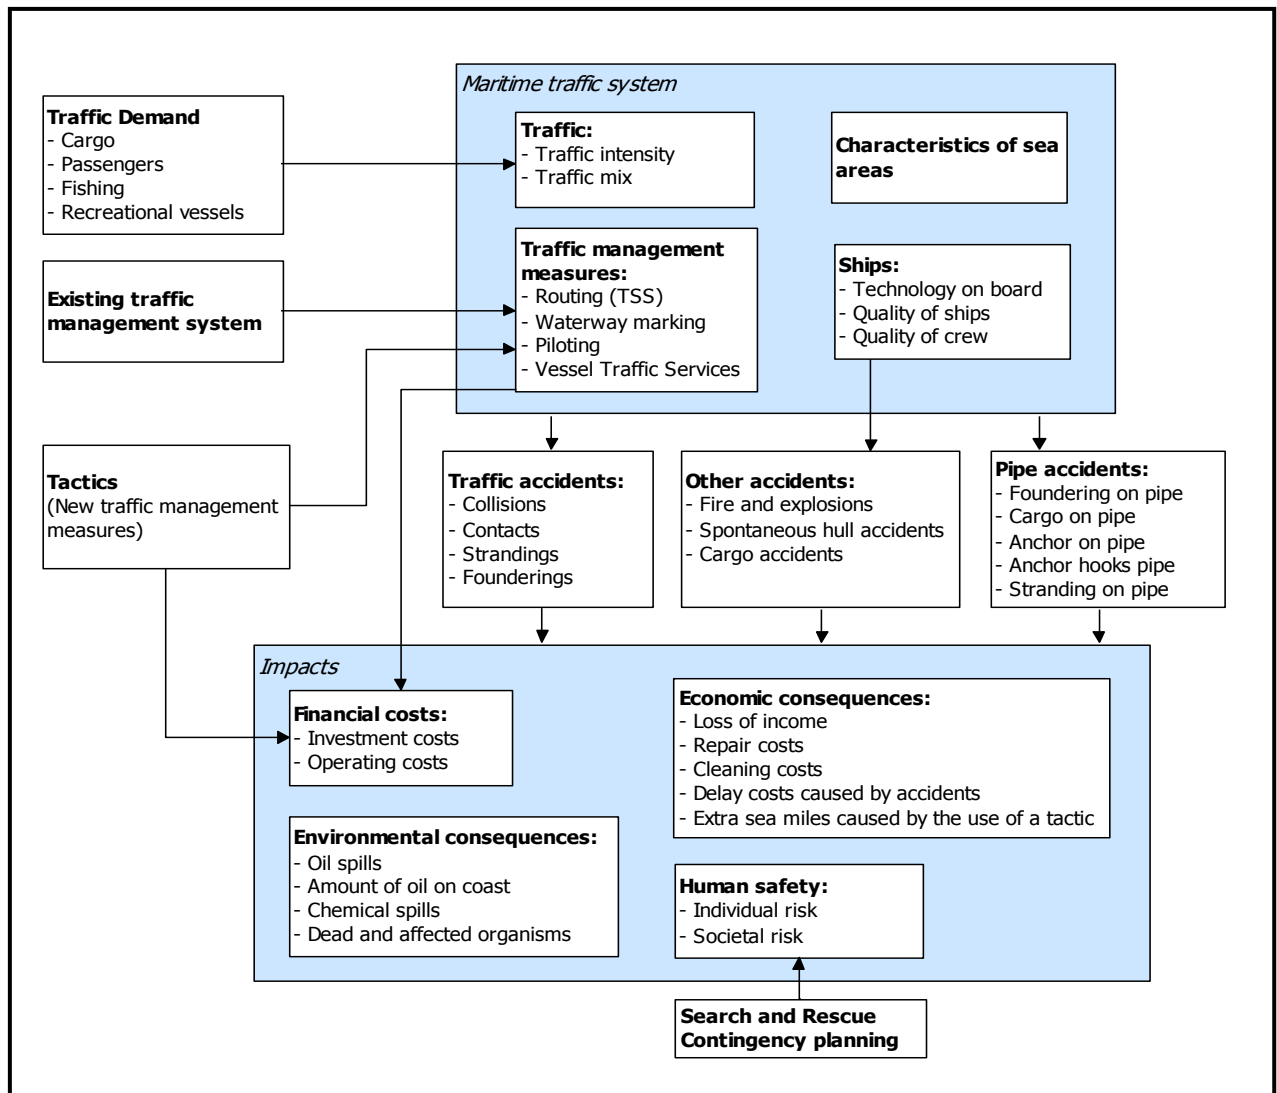 Maritime traffic system
Traffic Demand
- Cargo
- Passengers
- Fishing
- Recreational vessels
Traffic:
- Traffic intensity
- Traffic mix
Characteristics of sea
areas
Existing traffic
management system
Traffic management
measures:
- Routing (TSS)
- Waterway marking
- Piloting
- Vessel Traffic Services
Ships:
- Technology on board
- Quality of ships
- Quality of crew
Tactics
(New traffic management
measures)
Traffic accidents:
- Collisions
- Contacts
- Strandings
- Founderings
Other accidents:
- Fire and explosions
- Spontaneous hull accidents
- Cargo accidents
Pipe accidents:
- Foundering on pipe
- Cargo on pipe
- Anchor on pipe
- Anchor hooks pipe
- Stranding on pipe
Impacts
Financial costs:
- Investment costs
- Operating costs
Economic consequences:
- Loss of income
- Repair costs
- Cleaning costs
- Delay costs caused by accidents
- Extra sea miles caused by the use of a tactic
Environmental consequences:
- Oil spills
- Amount of oil on coast
- Chemical spills
- Dead and affected organisms
Human safety:
- Individual risk
- Societal risk
Search and Rescue
Contingency planning